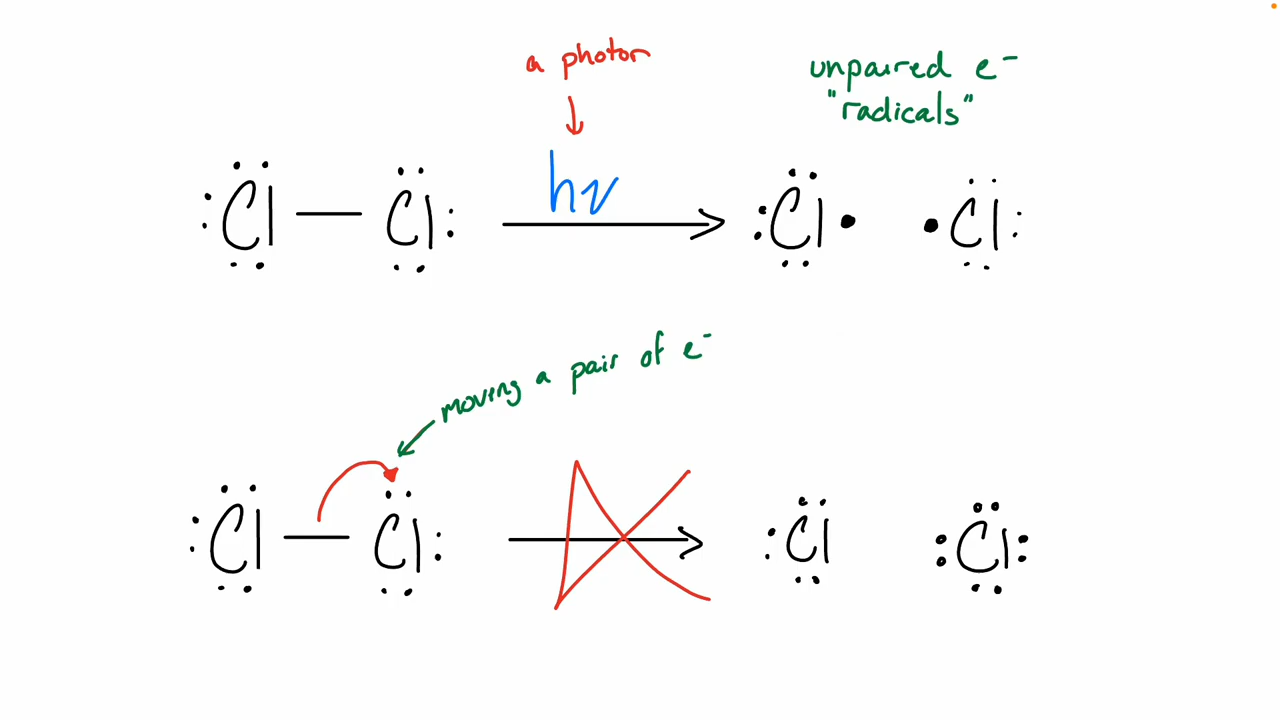 a photon
unpaired e⁻
"radicals"
hν
Cl — Cl
Cl• •Cl
moving a pair of e⁻
Cl — Cl
Cl Cl